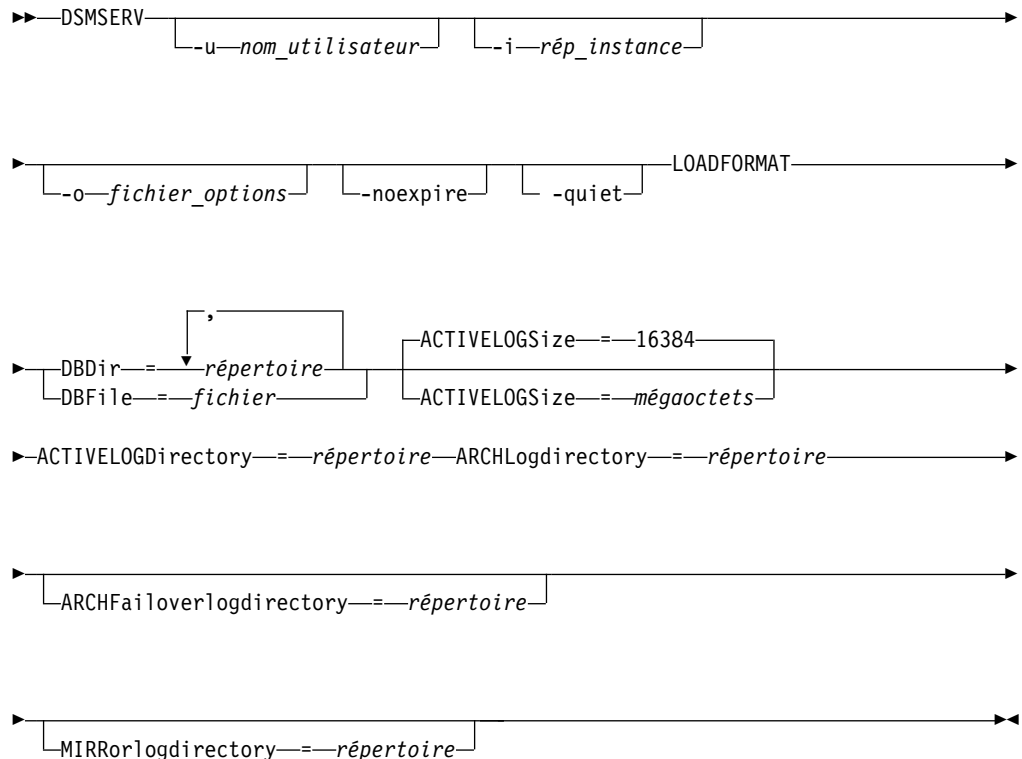 DSMSERV
-u nom_utilisateur -i rép_instance
LOADFORMAT
-o fichier_options -noexpire -quiet
,
ACTIVELOGSize = 16384
DBDir = répertoire
DBFile = fichier ACTIVELOGSize = mégaoctets
ACTIVELOGDirectory = répertoire ARCHLogdirectory = répertoire
ARCHFailoverlogdirectory = répertoire
MIRRorlogdirectory = répertoire